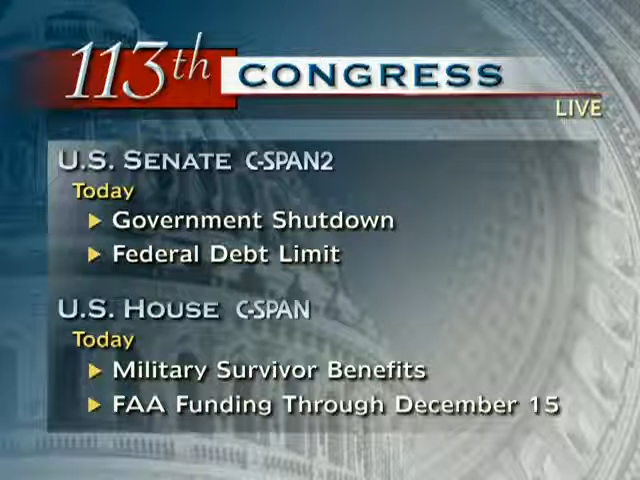 113th CONGRESS
LIVE
U.S. SENATE C-SPAN2
Today
Government Shutdown
Federal Debt Limit
U.S. HOUSE C-SPAN
Today
Military Survivor Benefits
FAA Funding Through December 15